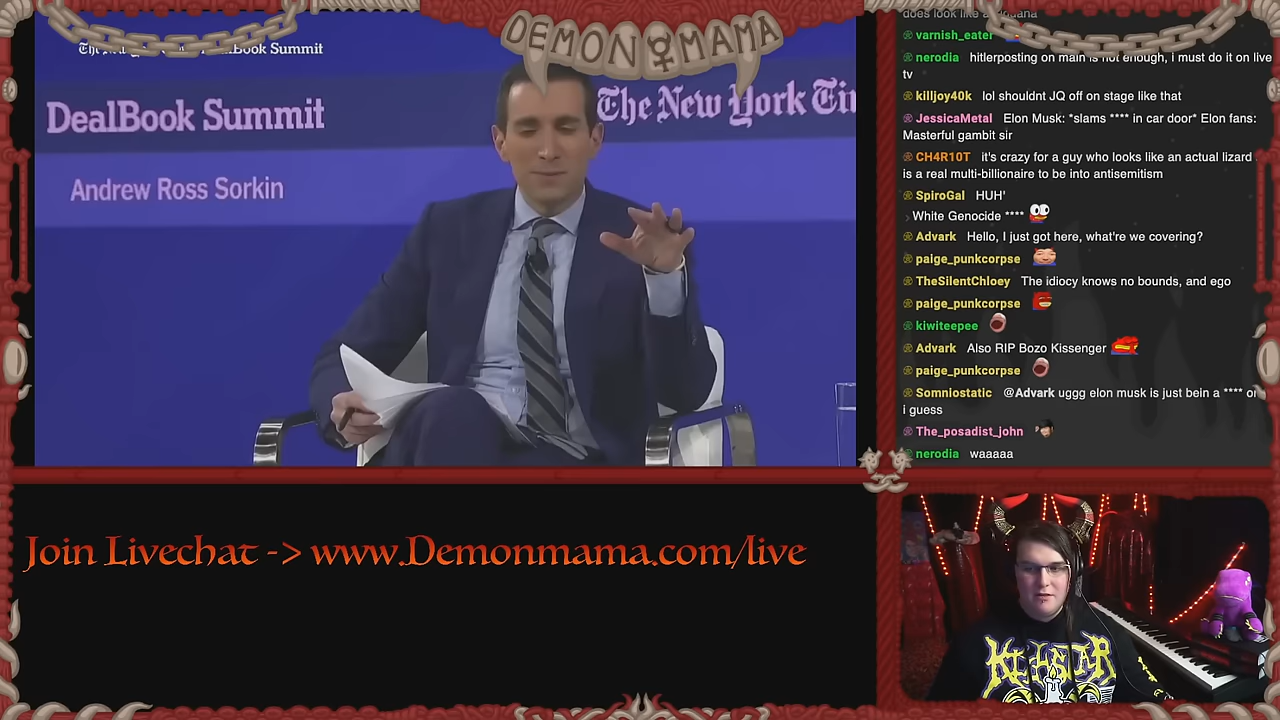 DEMON MAMA
DealBook Summit
The New York
Andrew Ross Sorkin
does look like a
varnish_eater
nerodia hitlerposting on main is not enough, i must do it on live
tv
killjoy40k lol shouldnt JQ off on stage like that
JessicaMetal Elon Musk: *slams **** in car door* Elon fans:
Masterful gambit sir
CH4R10T it's crazy for a guy who looks like an actual lizard
is a real multi-billionaire to be into antisemitism
SpiroGal HUH'
› White Genocide ****
Advark Hello, I just got here, what're we covering?
paige_punkcorpse
TheSilentChloey The idiocy knows no bounds, and ego
paige_punkcorpse
kiwiteepee
Advark Also RIP Bozo Kissenger
paige_punkcorpse
Somniostatic @Advark uggg elon musk is just bein a **** or
i guess
The_posadist_john
nerodia waaaaa
Join Livechat -> www.Demonmama.com/live